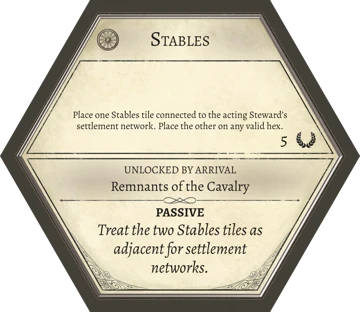 STABLES
Place one Stables tile connected to the acting Steward's
settlement network. Place the other on any valid hex.
5
UNLOCKED BY ARRIVAL
Remnants of the Cavalry
PASSIVE
Treat the two Stables tiles as
adjacent for settlement
networks.